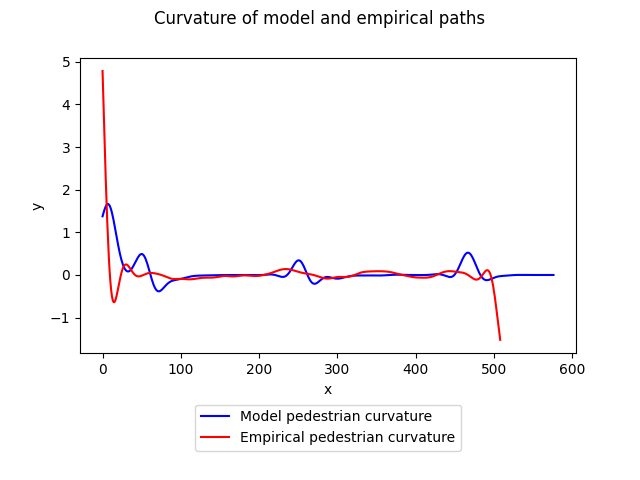 Curvature of model and empirical paths
5
4
3
2
1
0
−1
y
0 100 200 300 400 500 600
x
Model pedestrian curvature
Empirical pedestrian curvature